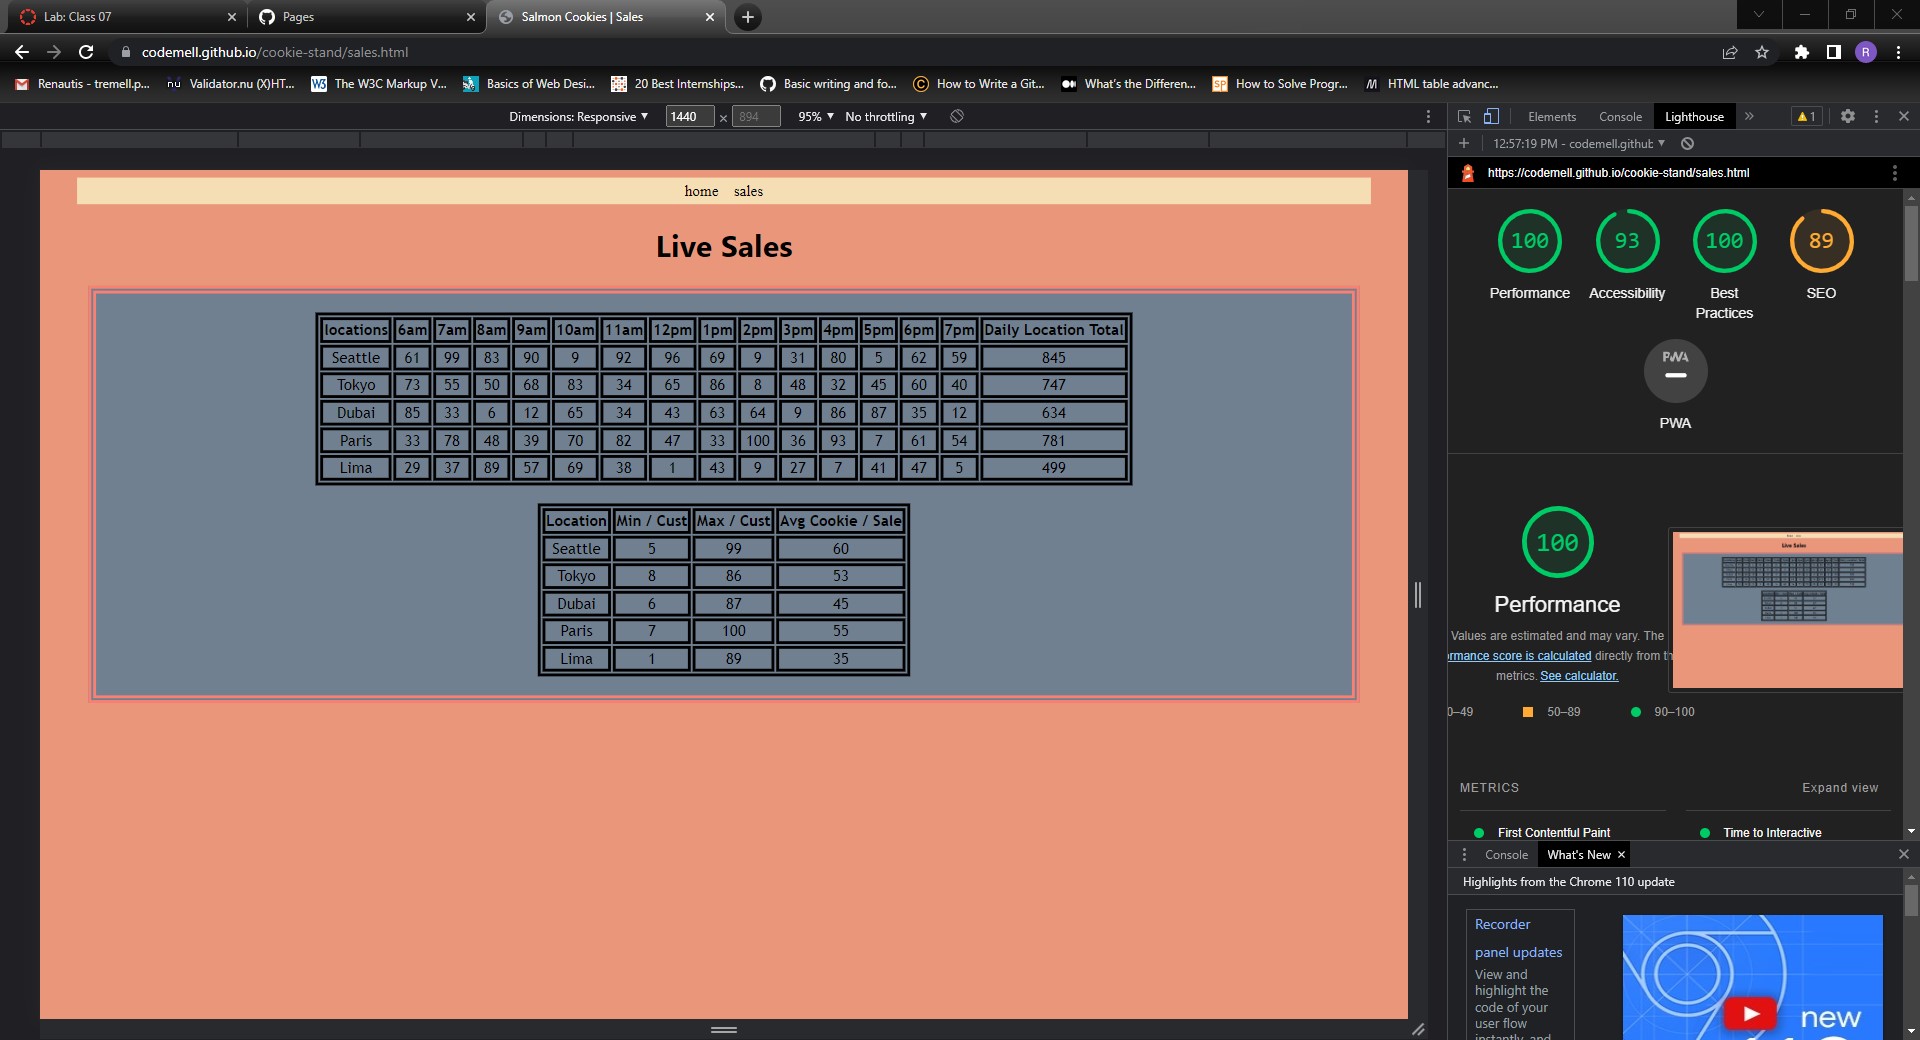 Lab: Class 07
Pages
Salmon Cookies | Sales
codemell.github.io/cookie-stand/sales.html
R
Renautis - tremell.p...
nu Validator.nu (X)HT...
W3 The W3C Markup V...
Basics of Web Desi...
20 Best Internships...
Basic writing and fo...
How to Write a Git...
What's the Differen...
SP How to Solve Progr...
M HTML table advanc...
Dimensions: Responsive ▼ 1440 × 894 95% ▼ No throttling ▼
Elements Console Lighthouse » 1
12:57:19 PM - codemell.github ▼
https://codemell.github.io/cookie-stand/sales.html
home sales
Live Sales
locations 6am 7am 8am 9am 10am 11am 12pm 1pm 2pm 3pm 4pm 5pm 6pm 7pm Daily Location Total
Seattle 61 99 83 90 9 92 96 69 9 31 80 5 62 59 845
Tokyo 73 55 50 68 83 34 65 86 8 48 32 45 60 40 747
Dubai 85 33 6 12 65 34 43 63 64 9 86 87 35 12 634
Paris 33 78 48 39 70 82 47 33 100 36 93 7 61 54 781
Lima 29 37 89 57 69 38 1 43 9 27 7 41 47 5 499
Location Min / Cust Max / Cust Avg Cookie / Sale
Seattle 5 99 60
Tokyo 8 86 53
Dubai 6 87 45
Paris 7 100 55
Lima 1 89 35
100 93 100 89
Performance Accessibility Best SEO
Practices
PWA
PWA
100
Performance
Values are estimated and may vary. The
rmance score is calculated directly from th
metrics. See calculator.
0–49 50–89 90–100
METRICS Expand view
First Contentful Paint Time to Interactive
Console What's New
Highlights from the Chrome 110 update
Recorder
panel updates
View and
highlight the
code of your
user flow
instantly, and
new